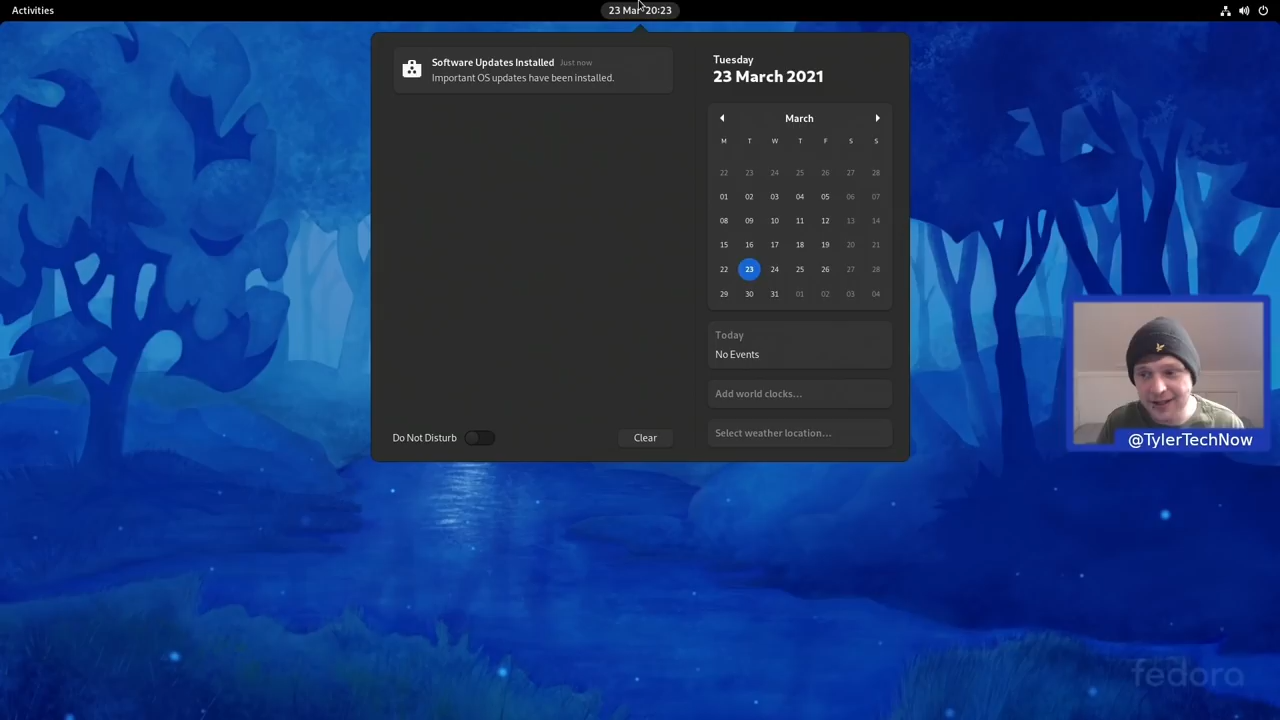 Activities
23 Mar 20:23
Software Updates Installed Just now
Important OS updates have been installed.
Do Not Disturb
Clear
Tuesday
23 March 2021
March
M T W T F S S
22 23 24 25 26 27 28
01 02 03 04 05 06 07
08 09 10 11 12 13 14
15 16 17 18 19 20 21
22 23 24 25 26 27 28
29 30 31 01 02 03 04
Today
No Events
Add world clocks...
Select weather location...
@TylerTechNow
fedora